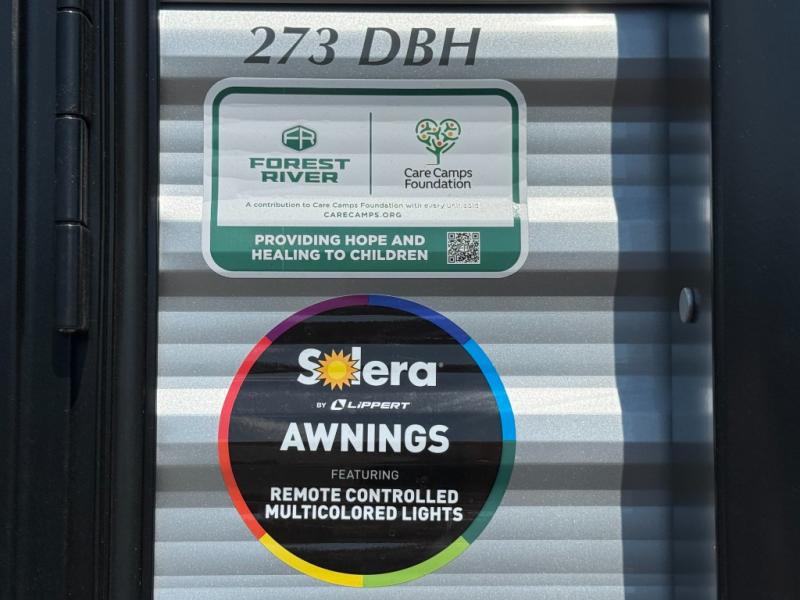 273 DBH
FR
FOREST
RIVER
Care Camps
Foundation
A contribution to Care Camps Foundation with every unit sold
CARECAMPS.ORG
PROVIDING HOPE AND
HEALING TO CHILDREN
Solera
BY LIPPERT
AWNINGS
FEATURING
REMOTE CONTROLLED
MULTICOLORED LIGHTS